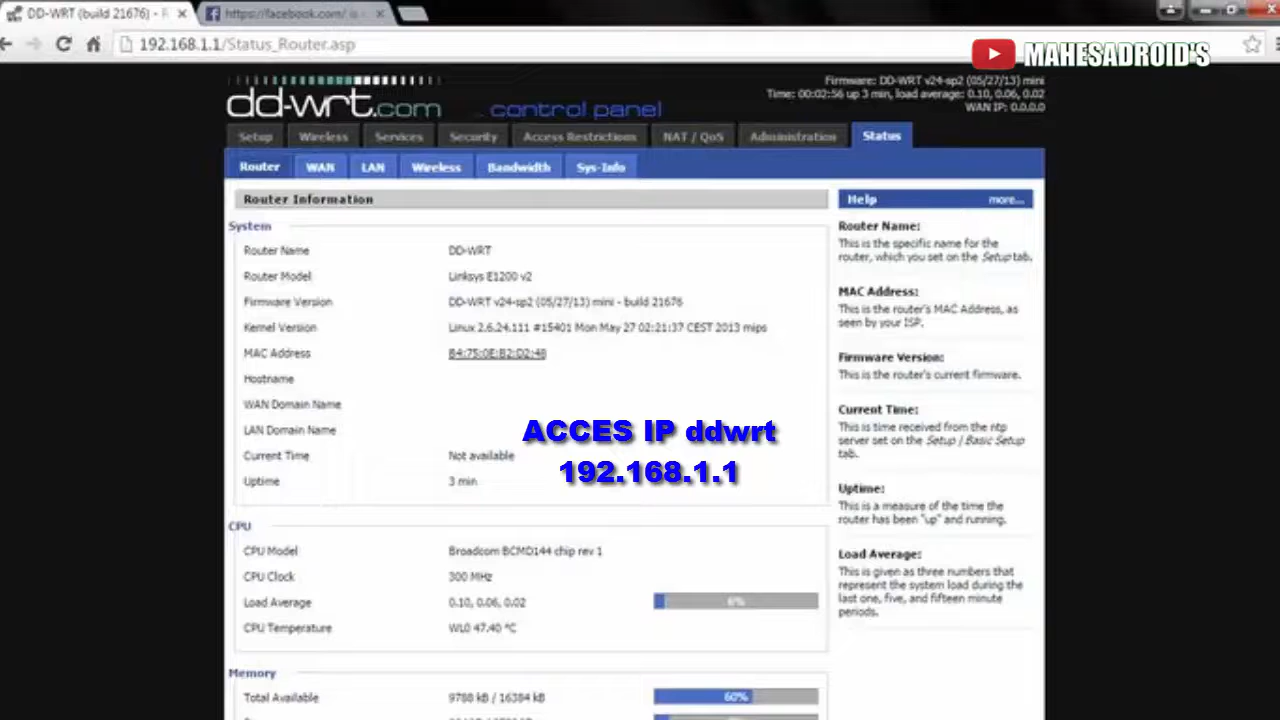 DD-WRT (build 21676) - R
https://facebook.com/ is
192.168.1.1/Status_Router.asp
MAHESADROID'S
Firmware: DD-WRT v24-sp2 (05/27/13) mini
Time: 00:02:56 up 3 min, load average: 0.10, 0.06, 0.02
WAN IP: 0.0.0.0
dd-wrt.com ... control panel
Setup Wireless Services Security Access Restrictions NAT / QoS Administration Status
Router WAN LAN Wireless Bandwidth Sys-Info
Router Information
System
Router Name DD-WRT
Router Model Linksys E1200 v2
Firmware Version DD-WRT v24-sp2 (05/27/13) mini - build 21676
Kernel Version Linux 2.6.24.111 #15401 Mon May 27 02:21:37 CEST 2013 mips
MAC Address B4:75:0E:B2:D2:48
Hostname
WAN Domain Name
LAN Domain Name
Current Time Not available
Uptime 3 min
ACCES IP ddwrt
192.168.1.1
CPU
CPU Model Broadcom BCMD144 chip rev 1
CPU Clock 300 MHz
Load Average 0.10, 0.06, 0.02 6%
CPU Temperature WL0 47.40 °C
Memory
Total Available 9788 kB / 16384 kB 60%
Help more...
Router Name:
This is the specific name for the
router, which you set on the Setup tab.
MAC Address:
This is the router's MAC Address, as
seen by your ISP.
Firmware Version:
This is the router's current firmware.
Current Time:
This is time received from the ntp
server set on the Setup / Basic Setup
tab.
Uptime:
This is a measure of the time the
router has been "up" and running.
Load Average:
This is given as three numbers that
represent the system load during the
last one, five, and fifteen minute
periods.